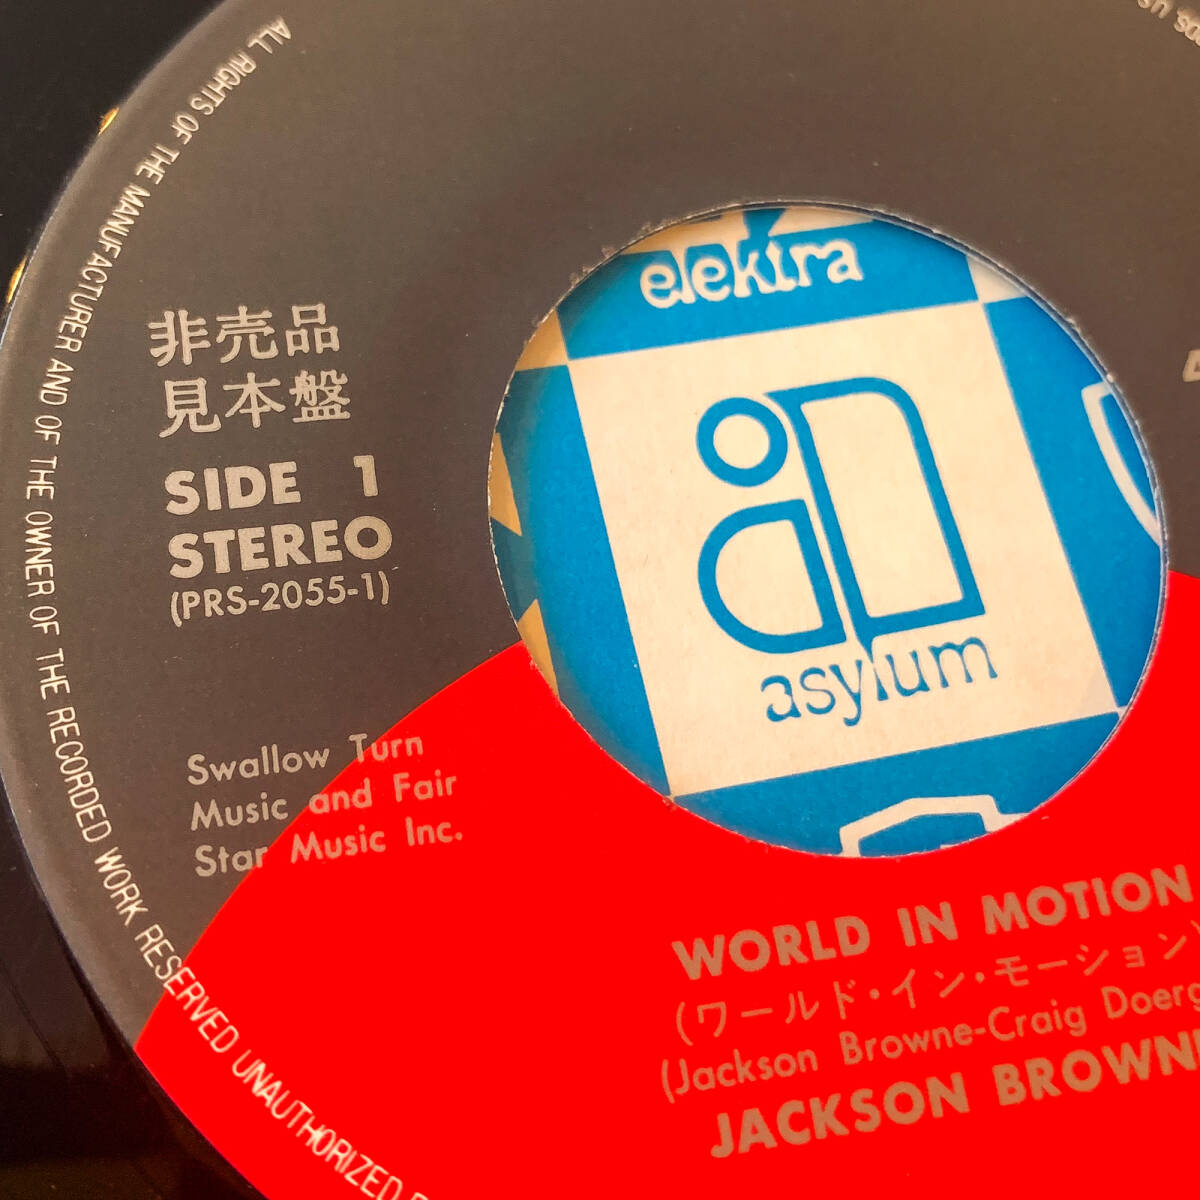 ALL RIGHTS OF THE MANUFACTURER AND OF THE OWNER OF THE RECORDED WORK RESERVED UNAUTHORIZED
非売品
見本盤
SIDE 1
STEREO
(PRS-2055-1)
Swallow Turn
Music and Fair
Star Music Inc.
elektra
asylum
WORLD IN MOTION
(ワールド・イン・モーション)
(Jackson Browne-Craig Doerg
JACKSON BROWNE